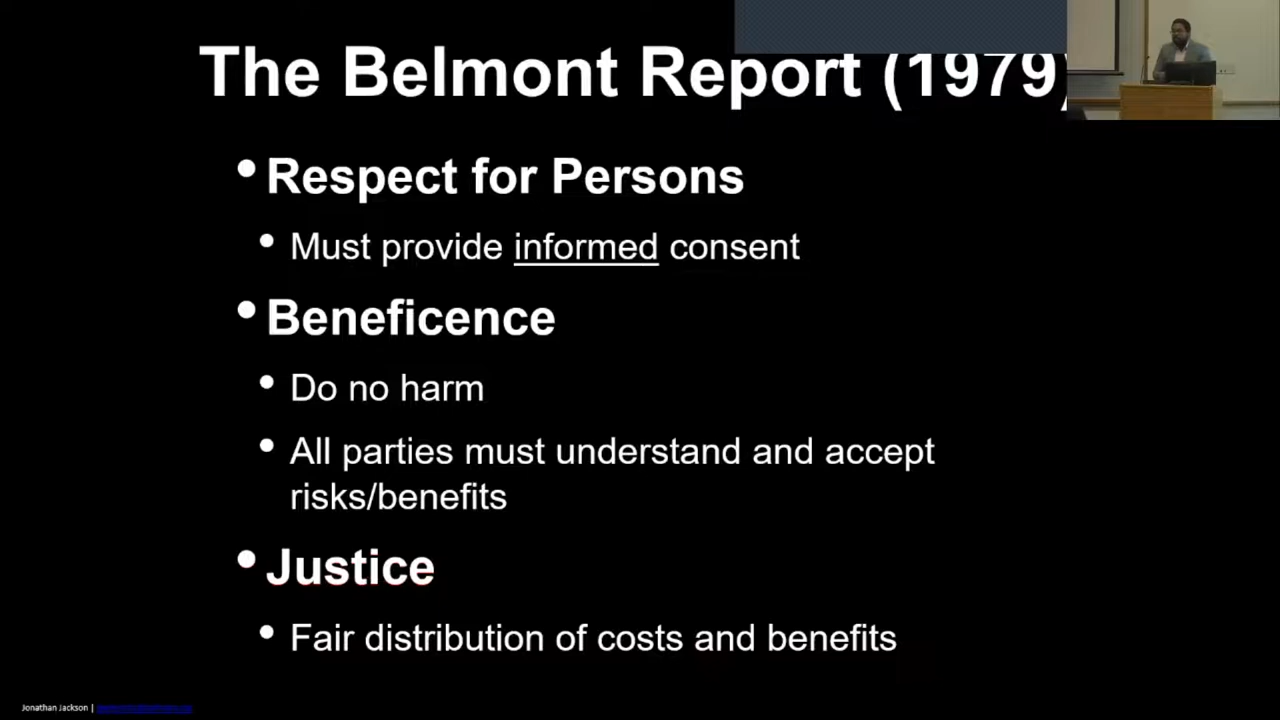 The Belmont Report (1979)
• Respect for Persons
• Must provide informed consent
• Beneficence
• Do no harm
• All parties must understand and accept
risks/benefits
• Justice
• Fair distribution of costs and benefits
Jonathan Jackson |